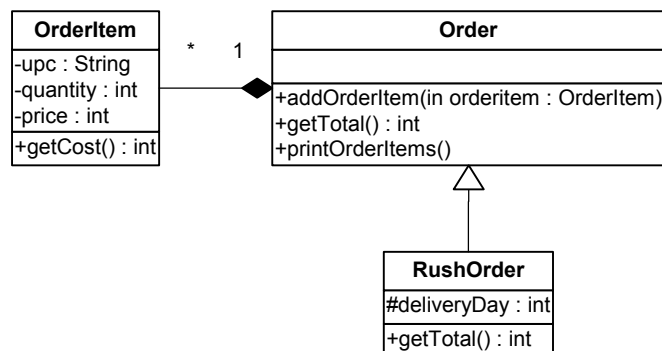 OrderItem
-upc : String
-quantity : int
-price : int
+getCost() : int
* 1
Order
+addOrderItem(in orderitem : OrderItem)
+getTotal() : int
+printOrderItems()
RushOrder
#deliveryDay : int
+getTotal() : int